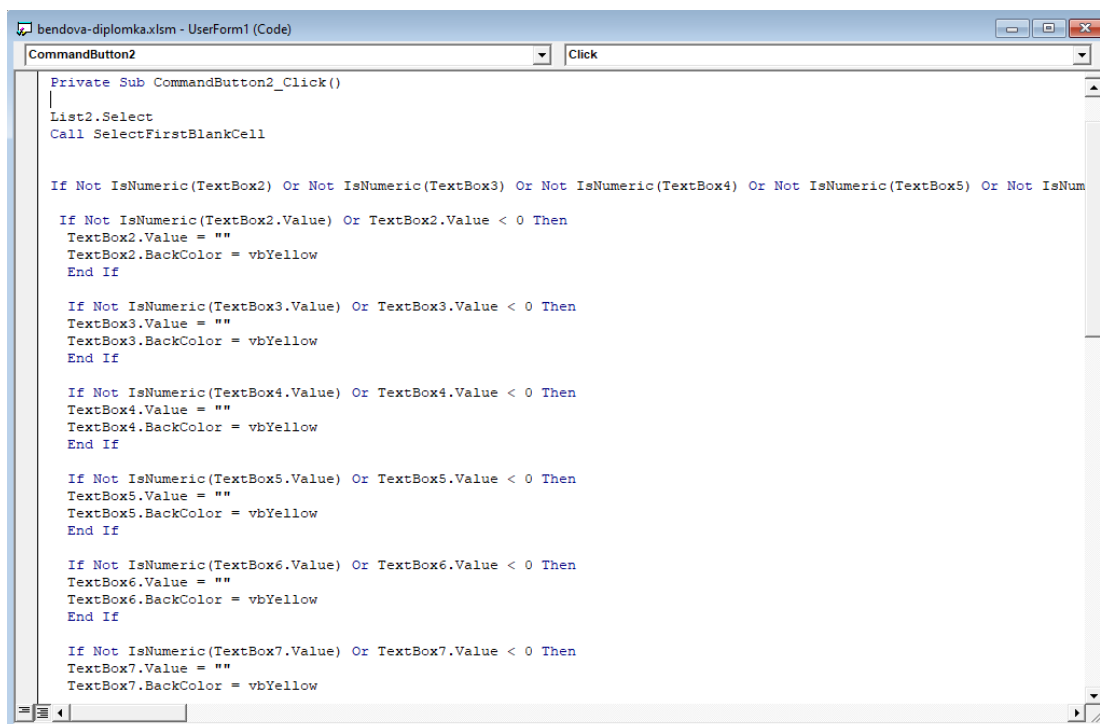 bendova-diplomka.xlsm - UserForm1 (Code)
CommandButton2 Click
Private Sub CommandButton2_Click()
List2.Select
Call SelectFirstBlankCell
If Not IsNumeric(TextBox2) Or Not IsNumeric(TextBox3) Or Not IsNumeric(TextBox4) Or Not IsNumeric(TextBox5) Or Not IsNum
If Not IsNumeric(TextBox2.Value) Or TextBox2.Value < 0 Then
TextBox2.Value = ""
TextBox2.BackColor = vbYellow
End If
If Not IsNumeric(TextBox3.Value) Or TextBox3.Value < 0 Then
TextBox3.Value = ""
TextBox3.BackColor = vbYellow
End If
If Not IsNumeric(TextBox4.Value) Or TextBox4.Value < 0 Then
TextBox4.Value = ""
TextBox4.BackColor = vbYellow
End If
If Not IsNumeric(TextBox5.Value) Or TextBox5.Value < 0 Then
TextBox5.Value = ""
TextBox5.BackColor = vbYellow
End If
If Not IsNumeric(TextBox6.Value) Or TextBox6.Value < 0 Then
TextBox6.Value = ""
TextBox6.BackColor = vbYellow
End If
If Not IsNumeric(TextBox7.Value) Or TextBox7.Value < 0 Then
TextBox7.Value = ""
TextBox7.BackColor = vbYellow